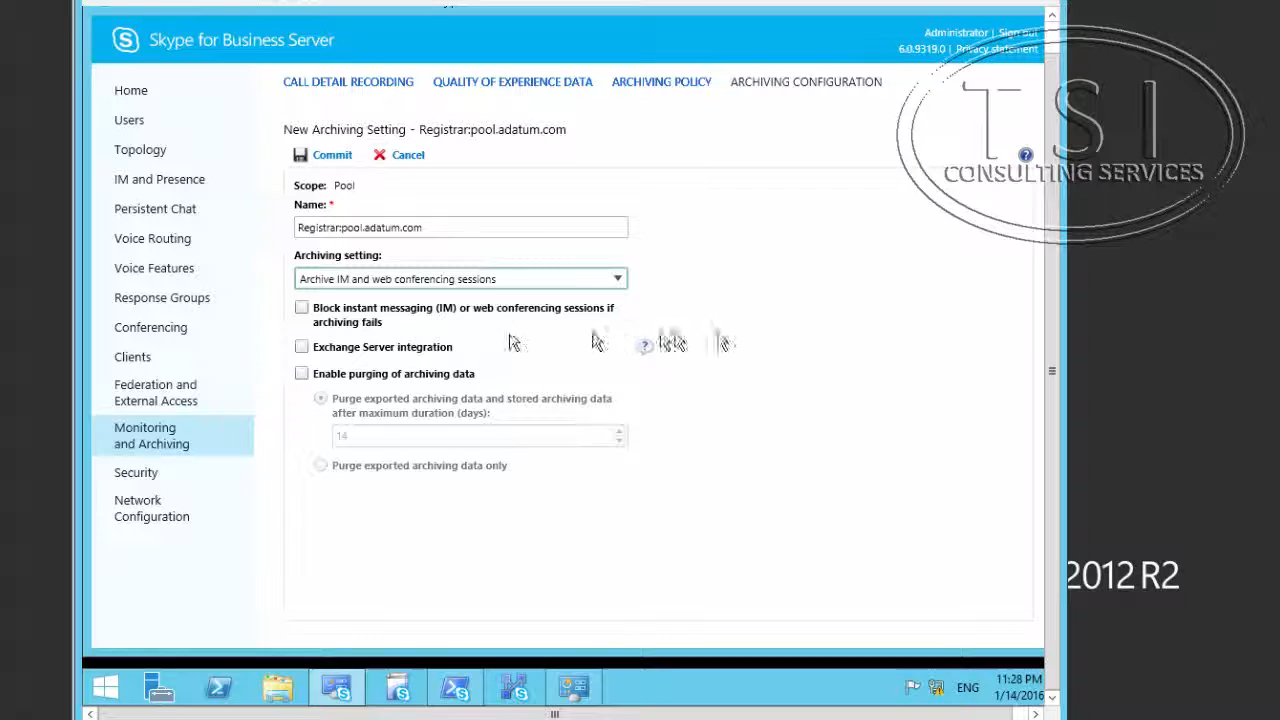 Skype for Business Server
Administrator | Sign out
6.0.9319.0 | Privacy statement
CALL DETAIL RECORDING QUALITY OF EXPERIENCE DATA ARCHIVING POLICY ARCHIVING CONFIGURATION
Home
Users
Topology
IM and Presence
Persistent Chat
Voice Routing
Voice Features
Response Groups
Conferencing
Clients
Federation and
External Access
Monitoring
and Archiving
Security
Network
Configuration
New Archiving Setting - Registrar:pool.adatum.com
Commit Cancel
Scope: Pool
Name: *
Registrar:pool.adatum.com
Archiving setting:
Archive IM and web conferencing sessions
Block instant messaging (IM) or web conferencing sessions if
archiving fails
Exchange Server integration
Enable purging of archiving data
Purge exported archiving data and stored archiving data
after maximum duration (days):
14
Purge exported archiving data only
TSI
CONSULTING SERVICES
2012 R2
ENG
11:28 PM
1/14/2016